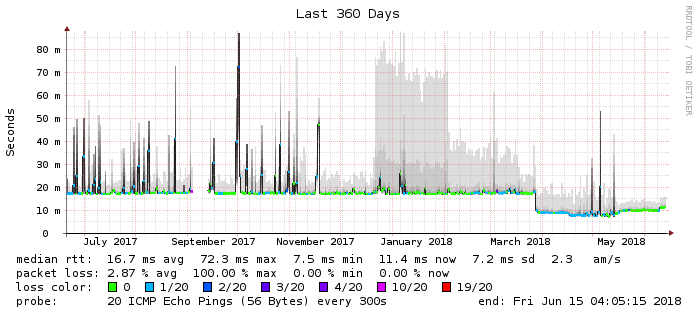 Last 360 Days
RRDTOOL / TOBI OETIKER
Seconds
80 m
70 m
60 m
50 m
40 m
30 m
20 m
10 m
0
July 2017 September 2017 November 2017 January 2018 March 2018 May 2018
median rtt: 16.7 ms avg 72.3 ms max 7.5 ms min 11.4 ms now 7.2 ms sd 2.3 am/s
packet loss: 2.87 % avg 100.00 % max 0.00 % min 0.00 % now
loss color: 0 1/20 2/20 3/20 4/20 10/20 19/20
probe: 20 ICMP Echo Pings (56 Bytes) every 300s end: Fri Jun 15 04:05:15 2018